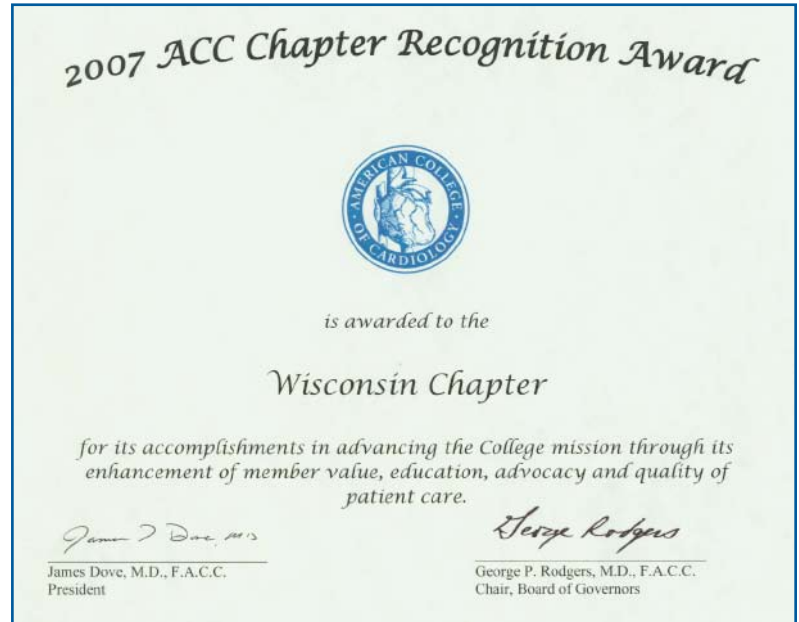 2007 ACC Chapter Recognition Award
AMERICAN COLLEGE
OF CARDIOLOGY
is awarded to the
Wisconsin Chapter
for its accomplishments in advancing the College mission through its
enhancement of member value, education, advocacy and quality of
patient care.
James T Dove, MD
George Rodgers
James Dove, M.D., F.A.C.C.
President
George P. Rodgers, M.D., F.A.C.C.
Chair, Board of Governors